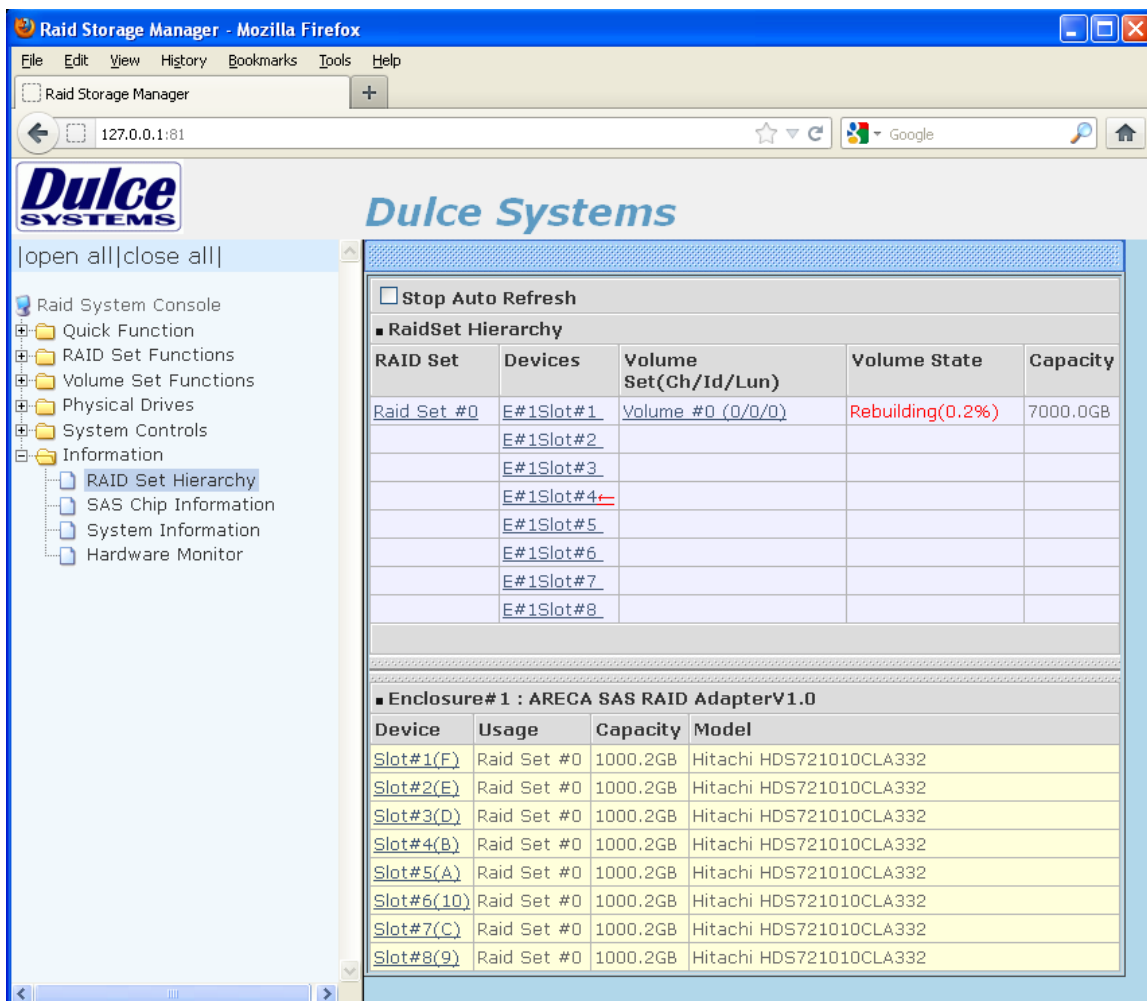 Raid Storage Manager - Mozilla Firefox
File Edit View History Bookmarks Tools Help
Raid Storage Manager
127.0.0.1:81 Google
Dulce
SYSTEMS
Dulce Systems
|open all|close all|
Raid System Console
Quick Function
RAID Set Functions
Volume Set Functions
Physical Drives
System Controls
Information
RAID Set Hierarchy
SAS Chip Information
System Information
Hardware Monitor
Stop Auto Refresh
RaidSet Hierarchy
RAID Set Devices Volume Set(Ch/Id/Lun) Volume State Capacity
Raid Set #0 E#1Slot#1 Volume #0 (0/0/0) Rebuilding(0.2%) 7000.0GB
E#1Slot#2
E#1Slot#3
E#1Slot#4←
E#1Slot#5
E#1Slot#6
E#1Slot#7
E#1Slot#8
Enclosure#1 : ARECA SAS RAID AdapterV1.0
Device Usage Capacity Model
Slot#1(F) Raid Set #0 1000.2GB Hitachi HDS721010CLA332
Slot#2(E) Raid Set #0 1000.2GB Hitachi HDS721010CLA332
Slot#3(D) Raid Set #0 1000.2GB Hitachi HDS721010CLA332
Slot#4(B) Raid Set #0 1000.2GB Hitachi HDS721010CLA332
Slot#5(A) Raid Set #0 1000.2GB Hitachi HDS721010CLA332
Slot#6(10) Raid Set #0 1000.2GB Hitachi HDS721010CLA332
Slot#7(C) Raid Set #0 1000.2GB Hitachi HDS721010CLA332
Slot#8(9) Raid Set #0 1000.2GB Hitachi HDS721010CLA332